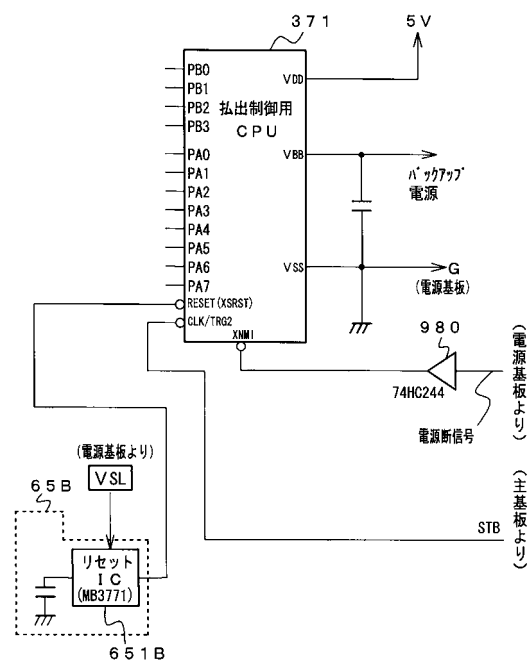 371
5V
PB0
PB1
PB2
PB3
PA0
PA1
PA2
PA3
PA4
PA5
PA6
PA7
RESET(XSRST)
CLK/TRG2
XNMI
払出制御用
CPU
VDD
VBB
VSS
バックアップ
電源
G
(電源基板)
980
74HC244
電源断信号
(電源基板より)
STB
(主基板より)
(電源基板より)
VSL
65B
リセット
IC
(MB3771)
651B